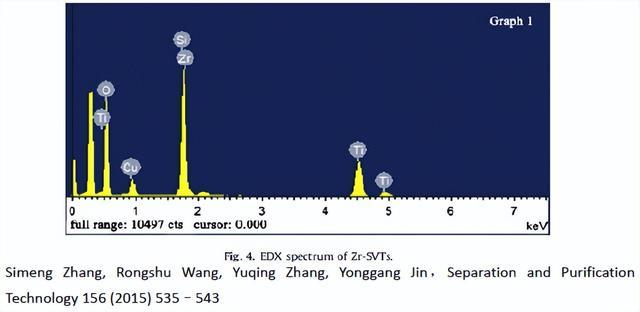 Graph 1
Si
Zr
O
Ti
Cu
Ti
Ti
0 1 2 3 4 5 6 7
full range: 10497 cts cursor: 0.000 keV
Fig. 4. EDX spectrum of Zr-SVTs.
Simeng Zhang, Rongshu Wang, Yuqing Zhang, Yonggang Jin, Separation and Purification
Technology 156 (2015) 535 – 543